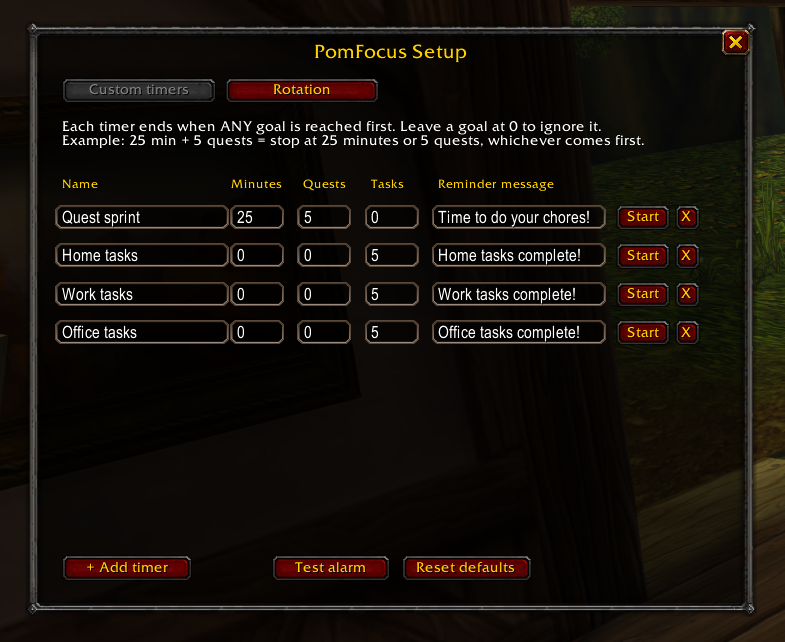 PomFocus Setup
Custom timers Rotation
Each timer ends when ANY goal is reached first. Leave a goal at 0 to ignore it.
Example: 25 min + 5 quests = stop at 25 minutes or 5 quests, whichever comes first.
Name Minutes Quests Tasks Reminder message
Quest sprint 25 5 0 Time to do your chores! Start X
Home tasks 0 0 5 Home tasks complete! Start X
Work tasks 0 0 5 Work tasks complete! Start X
Office tasks 0 0 5 Office tasks complete! Start X
+ Add timer Test alarm Reset defaults